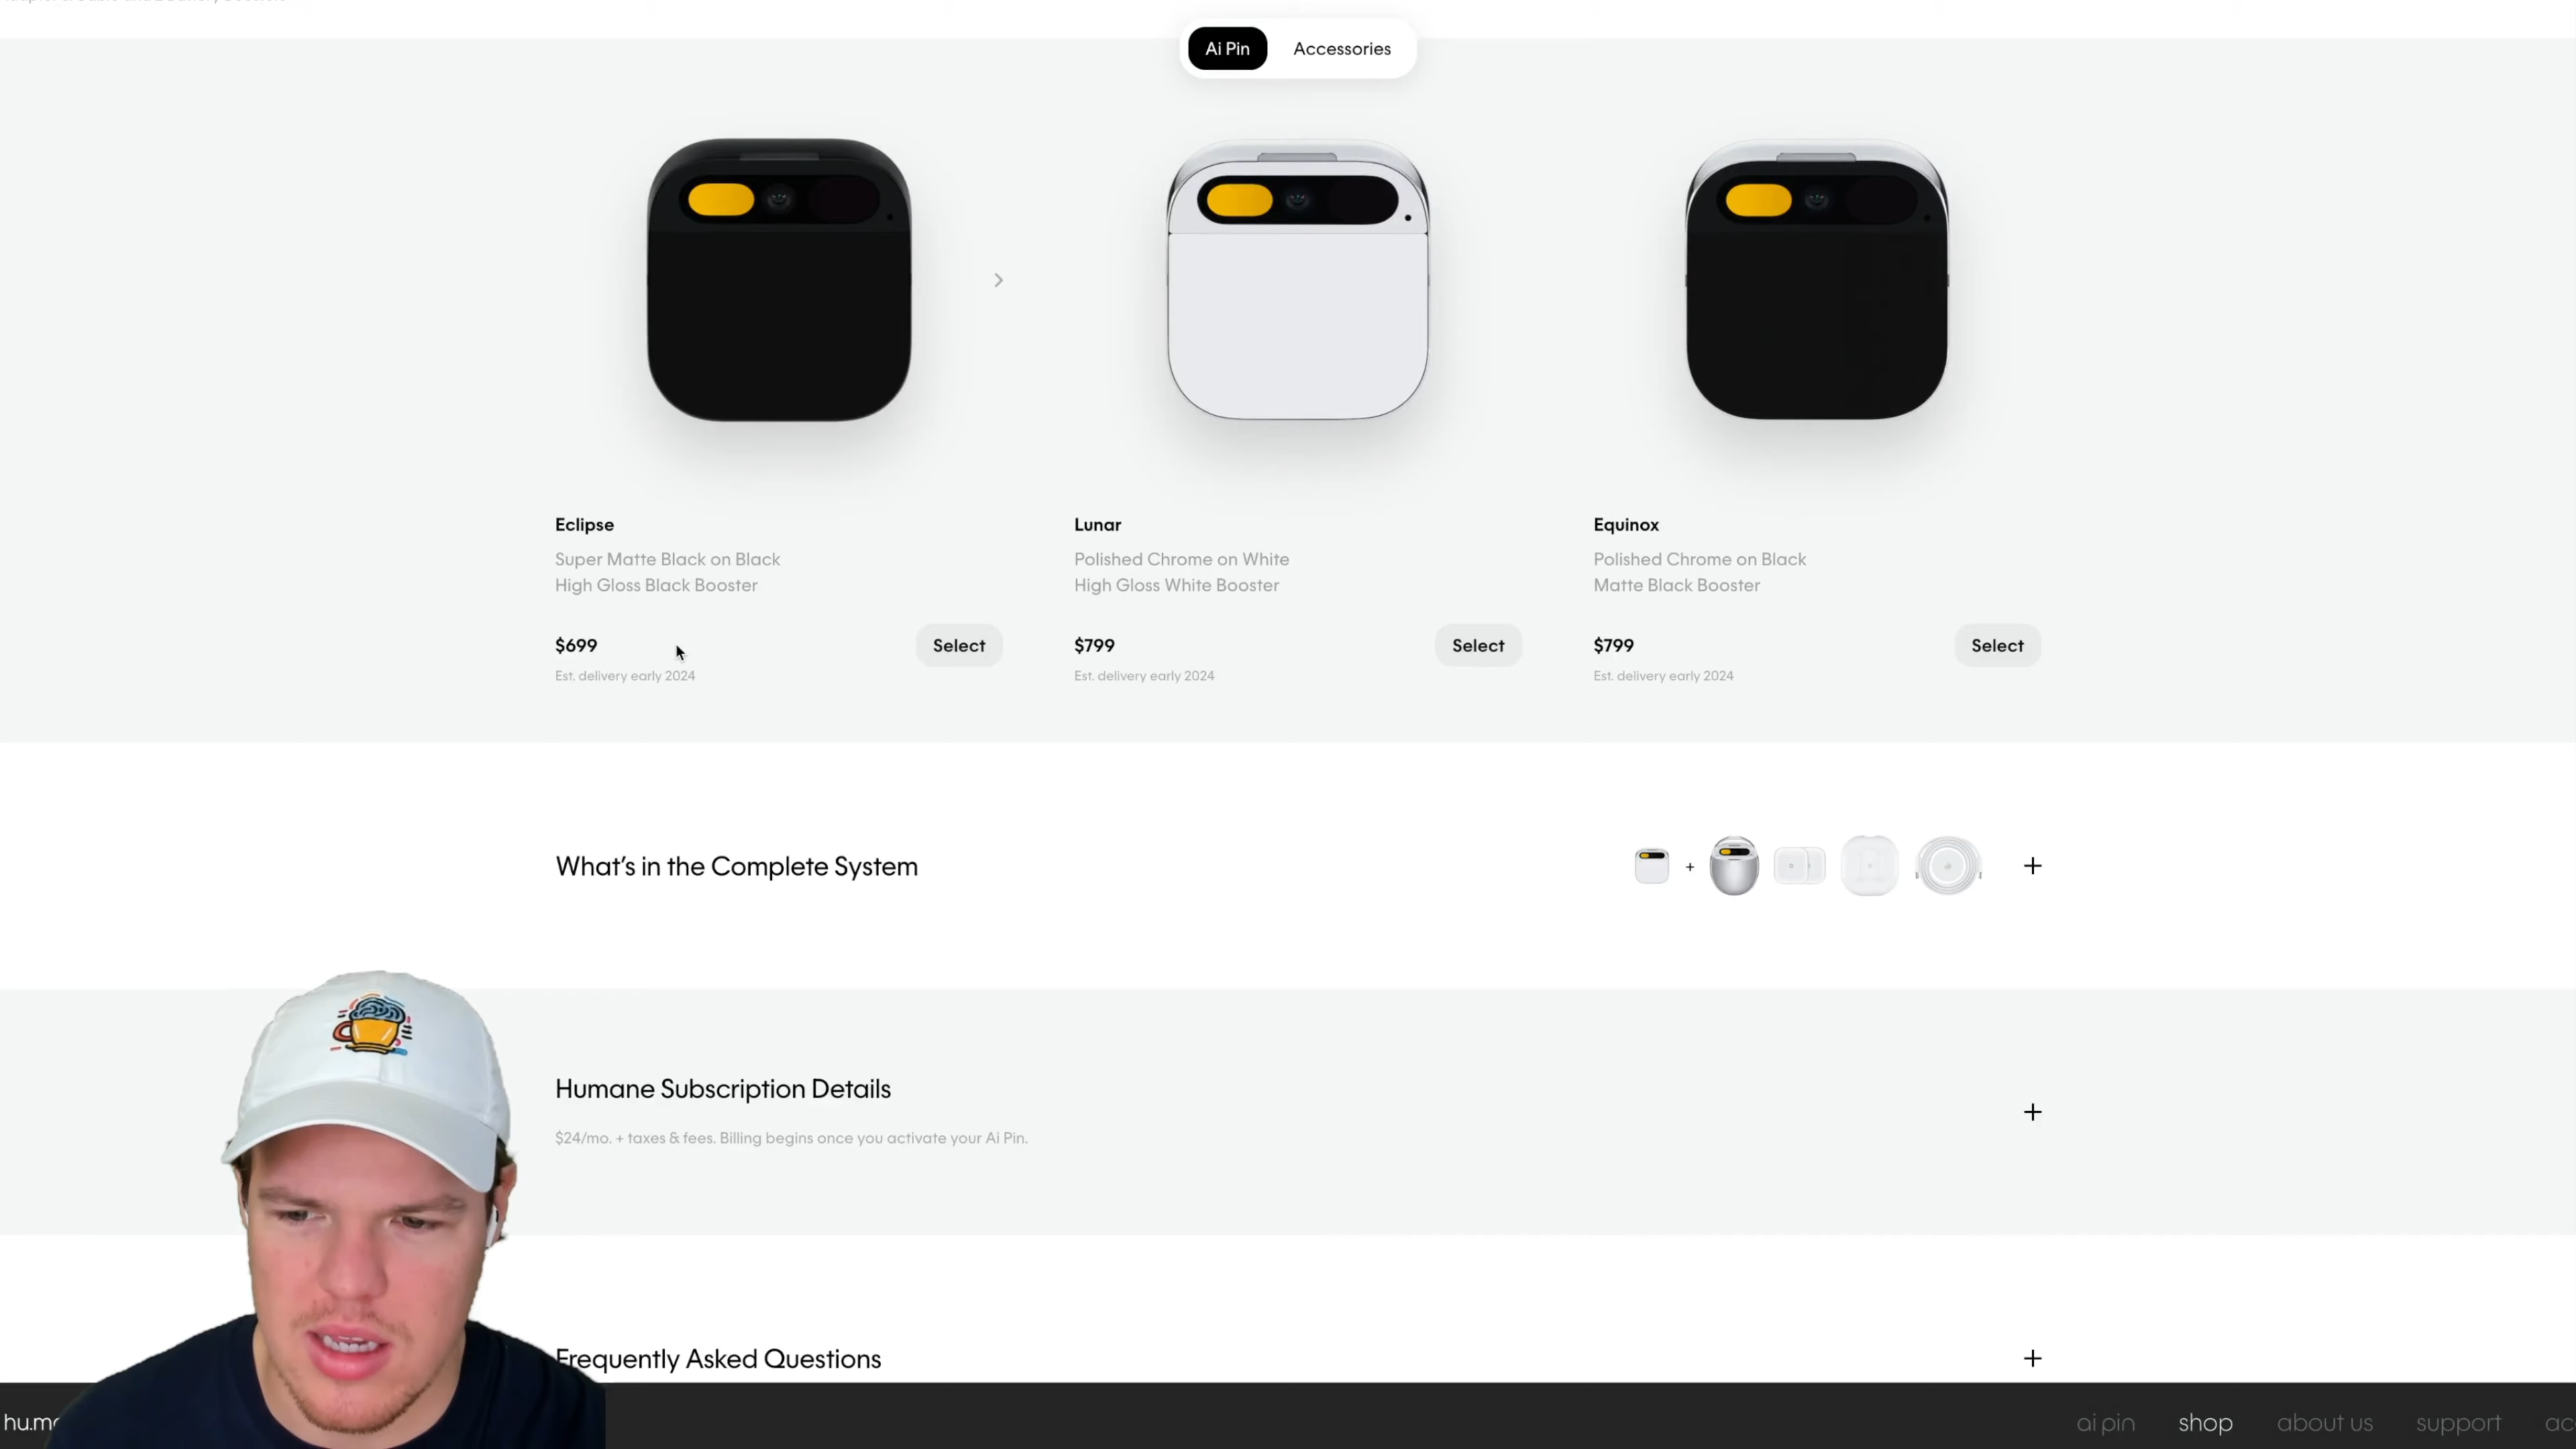 Ai Pin
Accessories
Eclipse
Super Matte Black on Black
High Gloss Black Booster
$699
Select
Est. delivery early 2024
Lunar
Polished Chrome on White
High Gloss White Booster
$799
Select
Est. delivery early 2024
Equinox
Polished Chrome on Black
Matte Black Booster
$799
Select
Est. delivery early 2024
What's in the Complete System
+
+
Humane Subscription Details
+
$24/mo. + taxes & fees. Billing begins once you activate your Ai Pin.
Frequently Asked Questions
+
ai pin
shop
about us
support